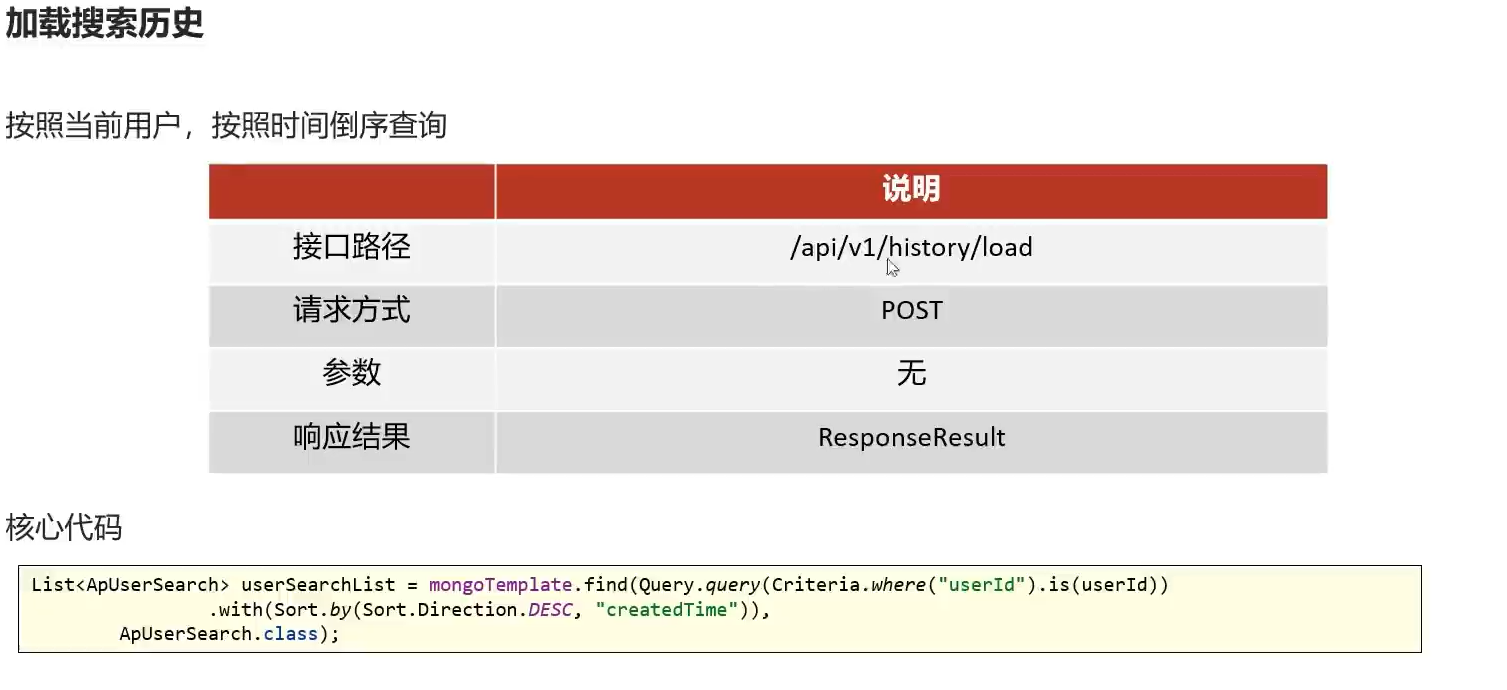 加载搜索历史
按照当前用户，按照时间倒序查询
说明
接口路径 /api/v1/history/load
请求方式 POST
参数 无
响应结果 ResponseResult
核心代码
List<ApUserSearch> userSearchList = mongoTemplate.find(Query.query(Criteria.where("userId").is(userId))
.with(Sort.by(Sort.Direction.DESC, "createdTime")),
ApUserSearch.class);